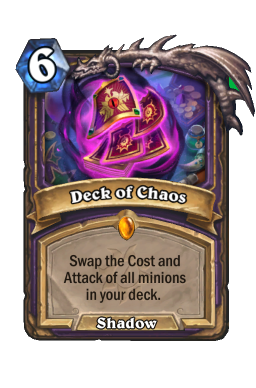 6
Deck of Chaos
Swap the Cost and
Attack of all minions
in your deck.
Shadow